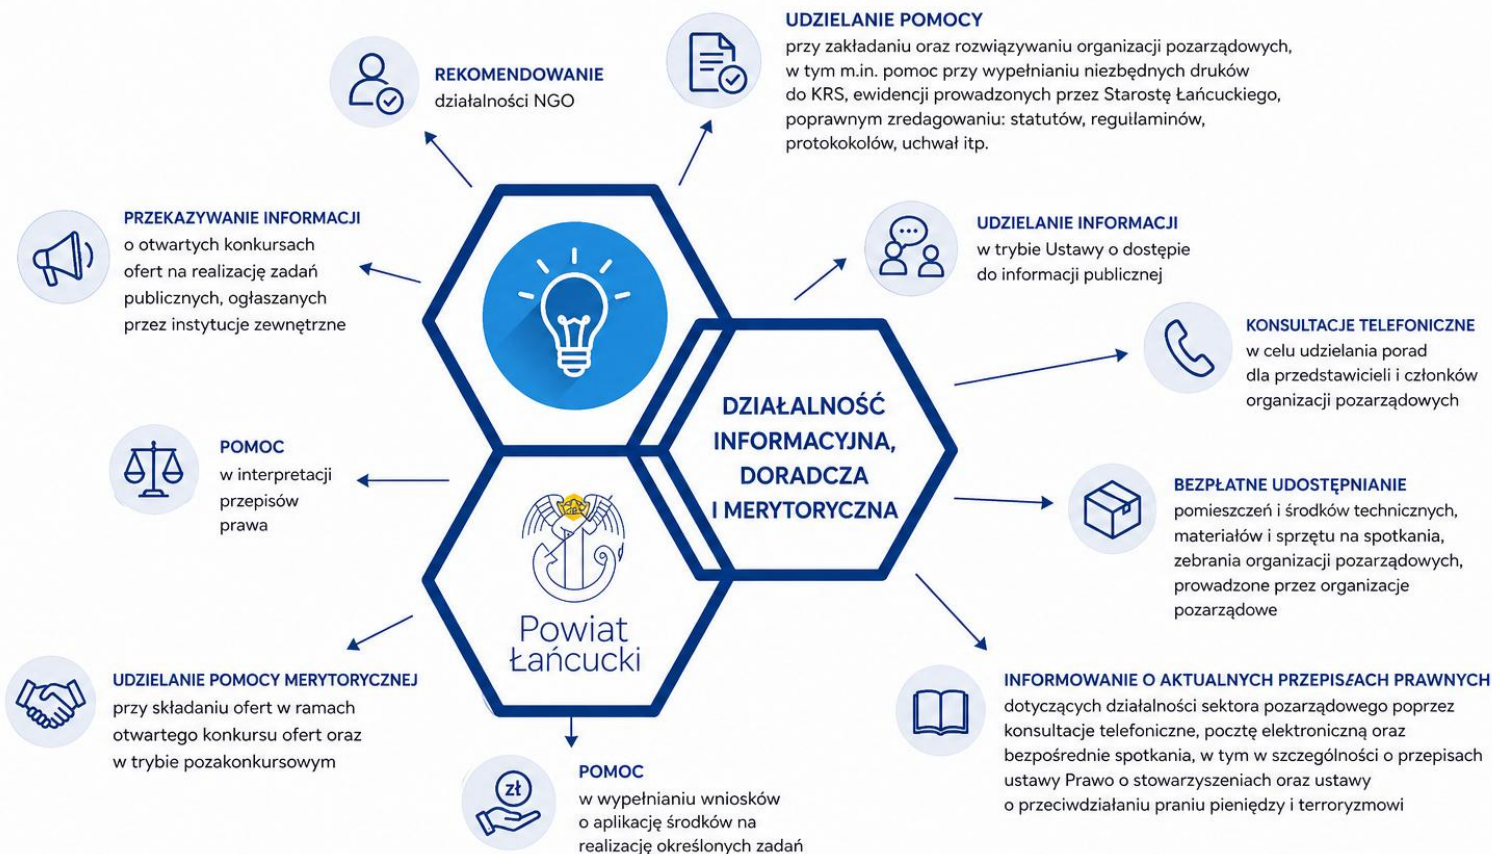 UDZIELANIE POMOCY
przy zakładaniu oraz rozwiązywaniu organizacji pozarządowych,
w tym m.in. pomoc przy wypełnianiu niezbędnych druków
do KRS, ewidencji prowadzonych przez Starostę Łańcuckiego,
poprawnym zredagowaniu: statutów, regulłaminów,
protokokolów, uchwał itp.
REKOMENDOWANIE
działalności NGO
PRZEKAZYWANIE INFORMACJI
o otwartych konkursach
ofert na realizację zadań
publicznych, ogłaszanych
przez instytucje zewnętrzne
UDZIELANIE INFORMACJI
w trybie Ustawy o dostępie
do informacji publicznej
KONSULTACJE TELEFONICZNE
w celu udzielania porad
dla przedstawicieli i członków
organizacji pozarządowych
DZIAŁALNOŚĆ
INFORMACYJNA,
DORADCZA
I MERYTORYCZNA
POMOC
w interpretacji
przepisów
prawa
BEZPŁATNE UDOSTĘPNIANIE
pomieszczeń i środków technicznych,
materiałów i sprzętu na spotkania,
zebrania organizacji pozarządowych,
prowadzone przez organizacje
pozarządowe
Powiat
Łańcucki
UDZIELANIE POMOCY MERYTORYCZNEJ
przy składaniu ofert w ramach
otwartego konkursu ofert oraz
w trybie pozakonkursowym
INFORMOWANIE O AKTUALNYCH PRZEPISŁACH PRAWNYCH
dotyczących działalności sektora pozarządowego poprzez
konsultacje telefoniczne, pocztę elektroniczną oraz
bezpośrednie spotkania, w tym w szczególności o przepisach
ustawy Prawo o stowarzyszeniach oraz ustawy
o przeciwdziałaniu praniu pieniędzy i terroryzmowi
zł
POMOC
w wypełnianiu wniosków
o aplikację środków na
realizację określonych zadań